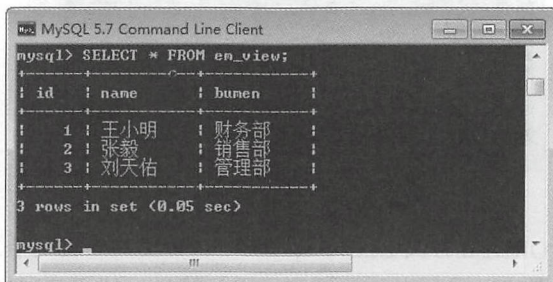 MySQL 5.7 Command Line Client
mysql> SELECT * FROM em_view;
id name bumen
1 王小明 财务部
2 张毅 销售部
3 刘天佑 管理部
3 rows in set (0.05 sec)
mysql>